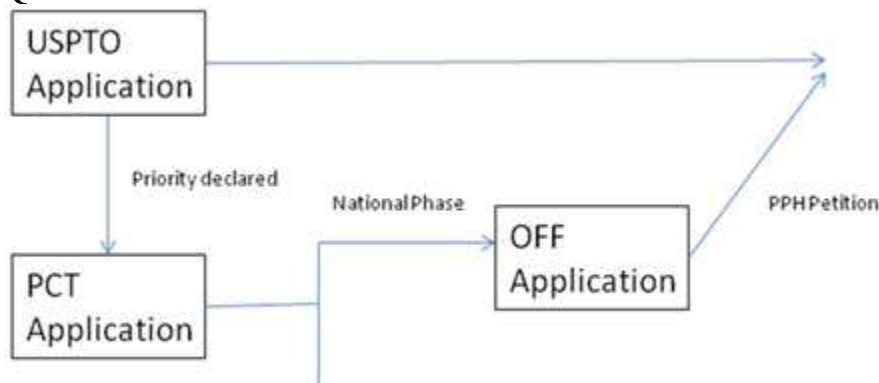 USPTO
Application
Priority declared
National Phase
PPH Petition
OFF
Application
PCT
Application